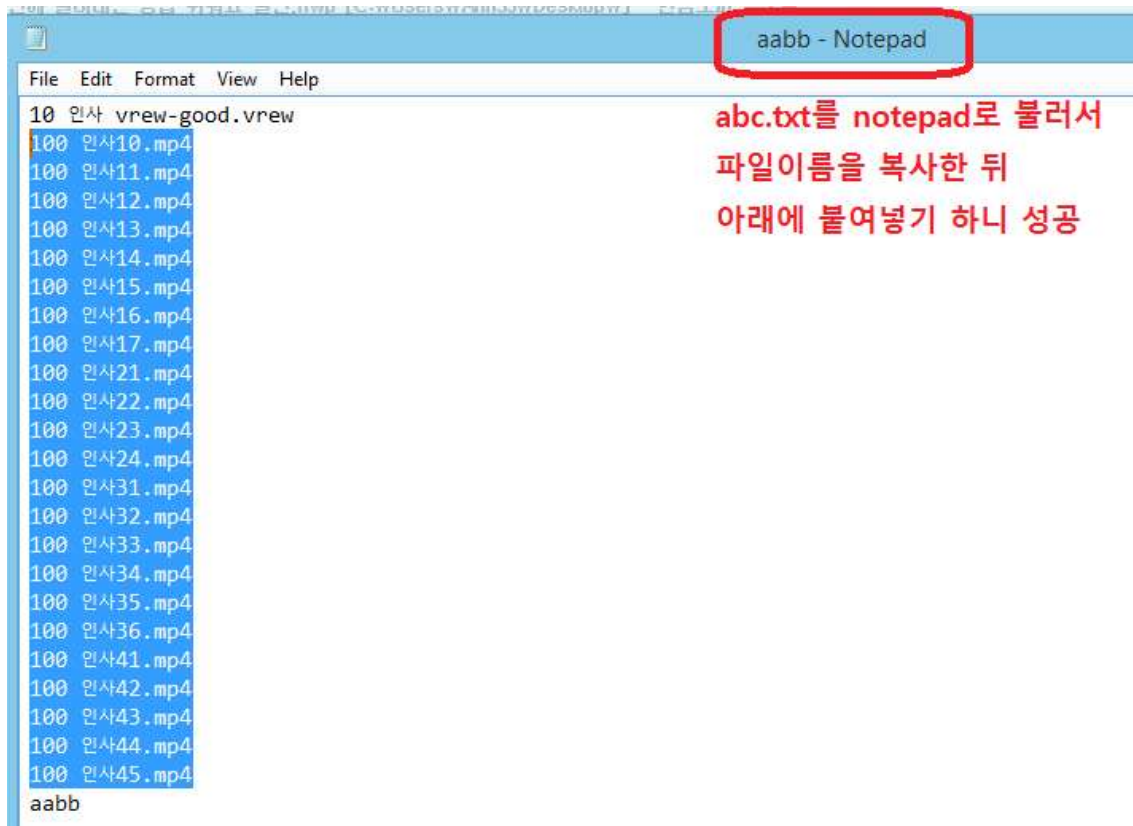 aabb - Notepad
File Edit Format View Help
10 인사 vrew-good.vrew
100 인사10.mp4
100 인사11.mp4
100 인사12.mp4
100 인사13.mp4
100 인사14.mp4
100 인사15.mp4
100 인사16.mp4
100 인사17.mp4
100 인사21.mp4
100 인사22.mp4
100 인사23.mp4
100 인사24.mp4
100 인사31.mp4
100 인사32.mp4
100 인사33.mp4
100 인사34.mp4
100 인사35.mp4
100 인사36.mp4
100 인사41.mp4
100 인사42.mp4
100 인사43.mp4
100 인사44.mp4
100 인사45.mp4
aabb
abc.txt를 notepad로 불러서
파일이름을 복사한 뒤
아래에 붙여넣기 하니 성공